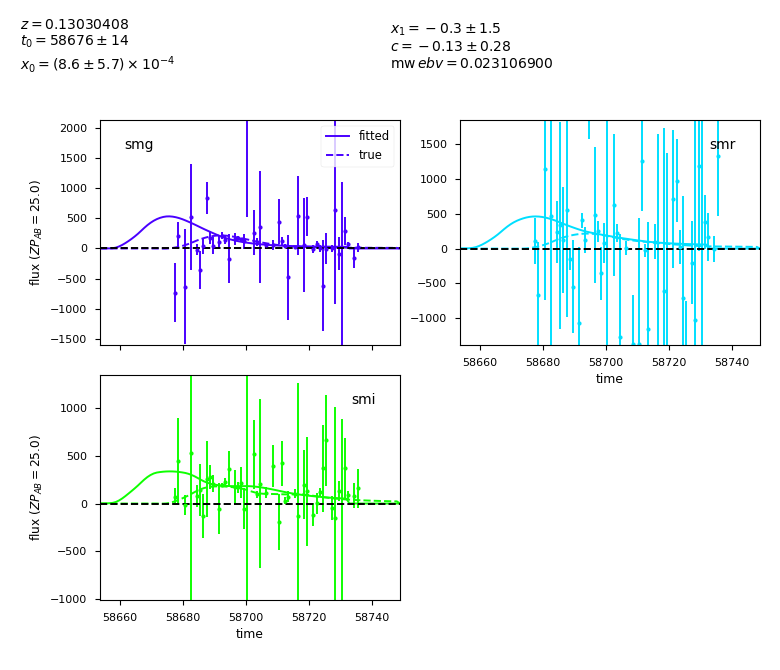 z = 0.13030408
t₀ = 58676 ± 14
x₀ = (8.6 ± 5.7) × 10⁻⁴
x₁ = −0.3 ± 1.5
c = −0.13 ± 0.28
mw ebv = 0.023106900
smg
fitted
true
2000
1500
1000
500
0
−500
−1000
−1500
flux (ZP_AB = 25.0)
smr
1500
1000
500
0
−500
−1000
58660 58680 58700 58720 58740
time
smi
1000
500
0
−500
−1000
flux (ZP_AB = 25.0)
58660 58680 58700 58720 58740
time